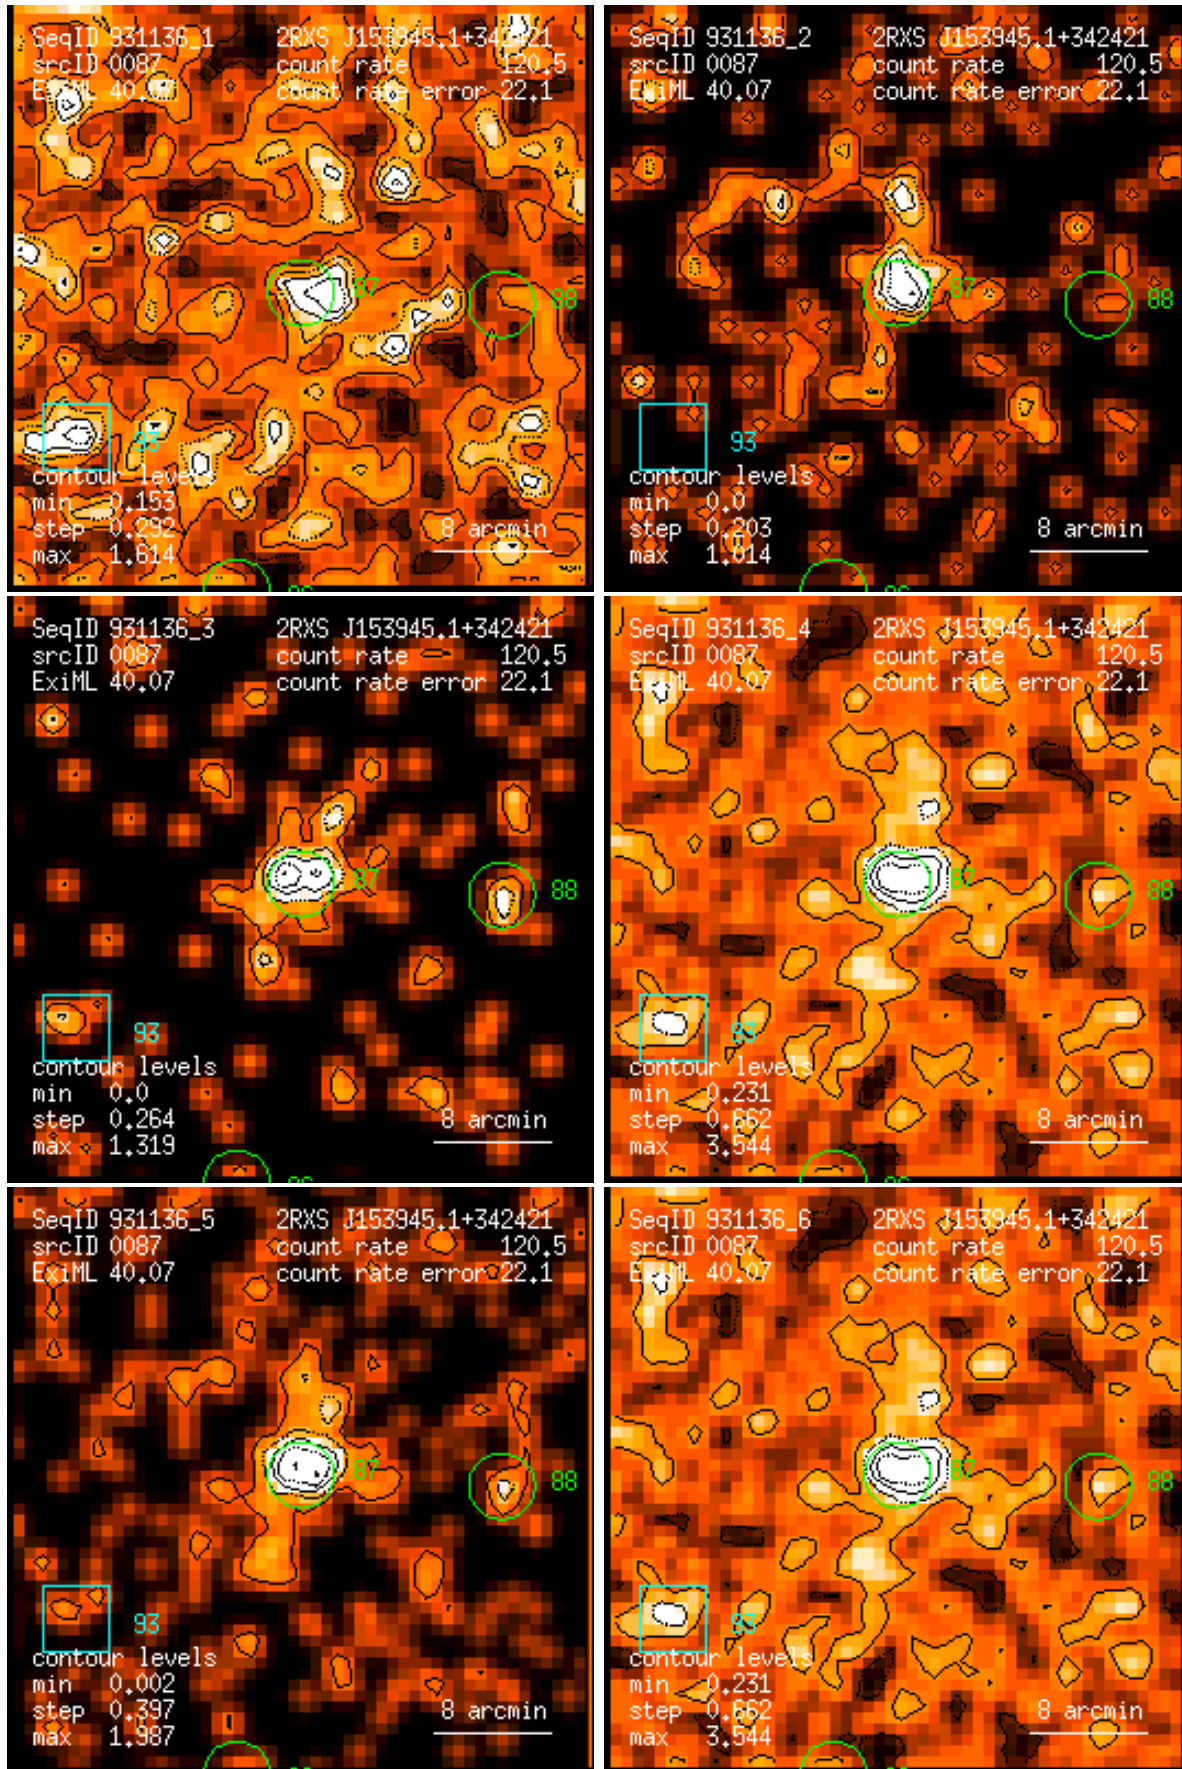 SeqID 931136_1 2RXS J153945.1+342421
srcID 0087 count rate 120.5
ExiML 40.07 count rate error 22.1
87
88
93
contour levels
min 0.153
step 0.292 8 arcmin
max 1.614
SeqID 931136_2 2RXS J153945.1+342421
srcID 0087 count rate 120.5
ExiML 40.07 count rate error 22.1
87
88
93
contour levels
min 0.0
step 0.203 8 arcmin
max 1.014
SeqID 931136_3 2RXS J153945.1+342421
srcID 0087 count rate 120.5
ExiML 40.07 count rate error 22.1
87
88
93
contour levels
min 0.0
step 0.264 8 arcmin
max 1.319
SeqID 931136_4 2RXS J153945.1+342421
srcID 0087 count rate 120.5
ExiML 40.07 count rate error 22.1
87
88
93
contour levels
min 0.231
step 0.662 8 arcmin
max 3.544
SeqID 931136_5 2RXS J153945.1+342421
srcID 0087 count rate 120.5
ExiML 40.07 count rate error 22.1
87
88
93
contour levels
min 0.002
step 0.397 8 arcmin
max 1.987
SeqID 931136_6 2RXS J153945.1+342421
srcID 0087 count rate 120.5
ExiML 40.07 count rate error 22.1
87
88
93
contour levels
min 0.231
step 0.662 8 arcmin
max 3.544